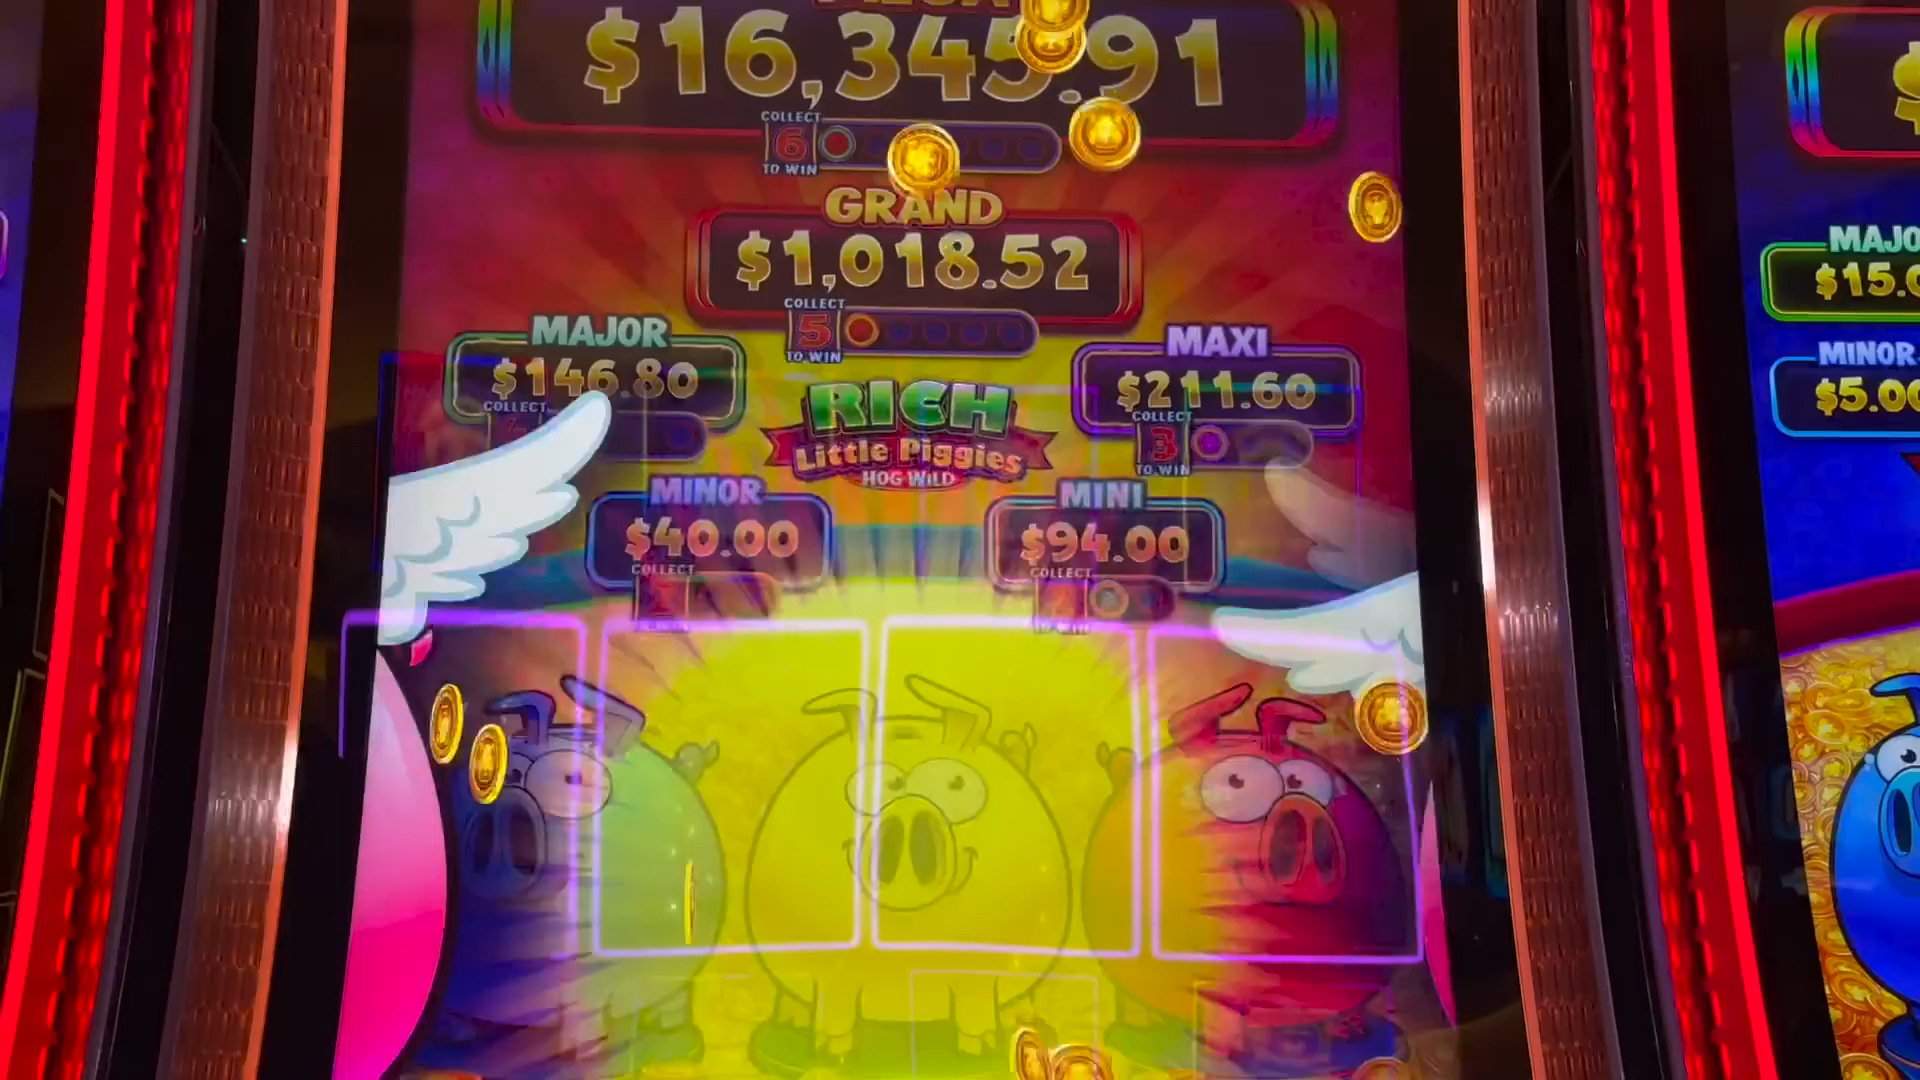 $16,345.91
COLLECT
6
TO WIN
GRAND
$1,018.52
COLLECT
5
TO WIN
MAJOR
$146.80
COLLECT
MAXI
$211.60
COLLECT
3
TO WIN
RICH
Little Piggies
HOG WILD
MINOR
$40.00
COLLECT
MINI
$94.00
COLLECT
$15.0
MINOR
$5.00